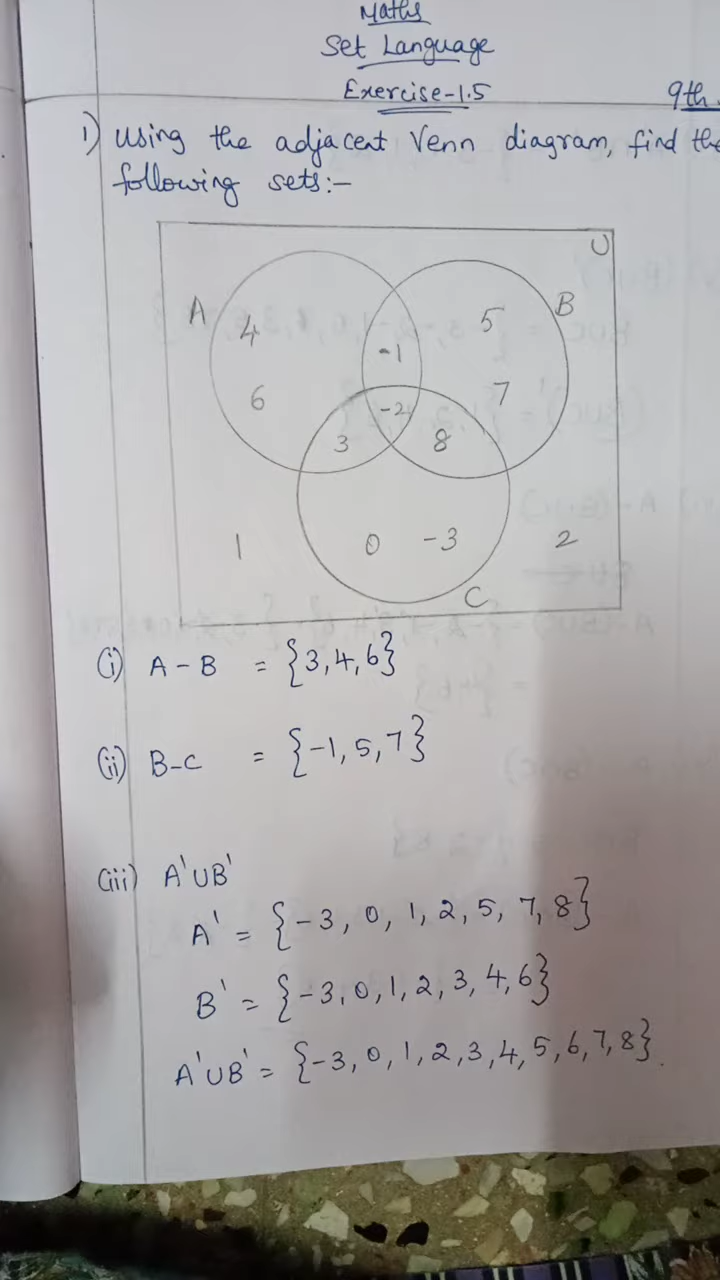 Maths
Set Language
Exercise-1.5
9th
1) Using the adjacent Venn diagram, find the
following sets:-
U
A
B
4
5
-1
6
7
-2
3
8
1
0
-3
2
C
(i) A - B = {3, 4, 6}
(ii) B-C = {-1, 5, 7}
(iii) A'∪B'
A' = {-3, 0, 1, 2, 5, 7, 8}
B' = {-3, 0, 1, 2, 3, 4, 6}
A'∪B' = {-3, 0, 1, 2, 3, 4, 5, 6, 7, 8}.